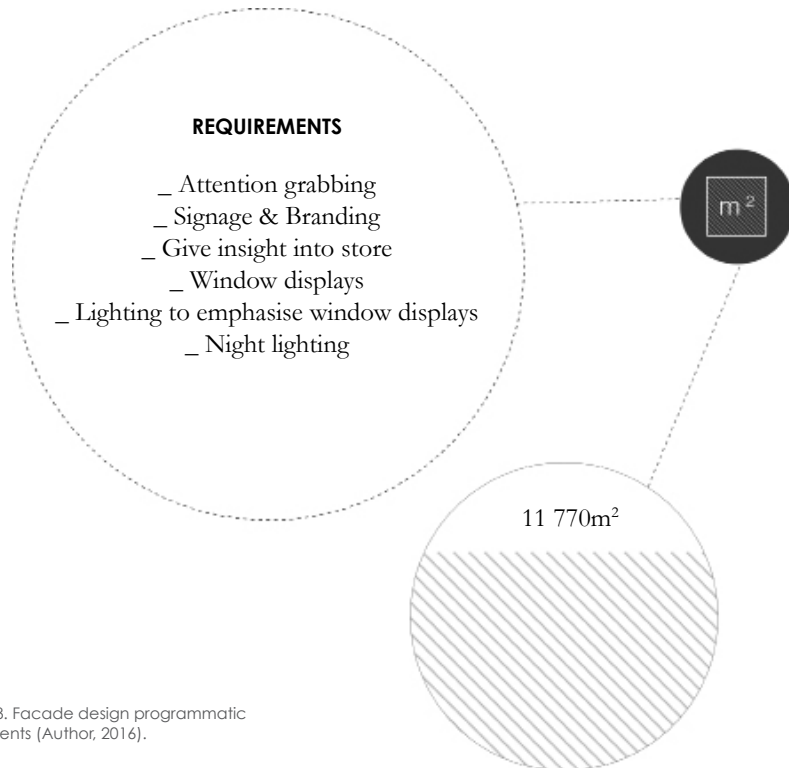 REQUIREMENTS
_ Attention grabbing
_ Signage & Branding
_ Give insight into store
_ Window displays
_ Lighting to emphasise window displays
_ Night lighting
m²
11 770m²
3. Facade design programmatic
ents (Author, 2016).